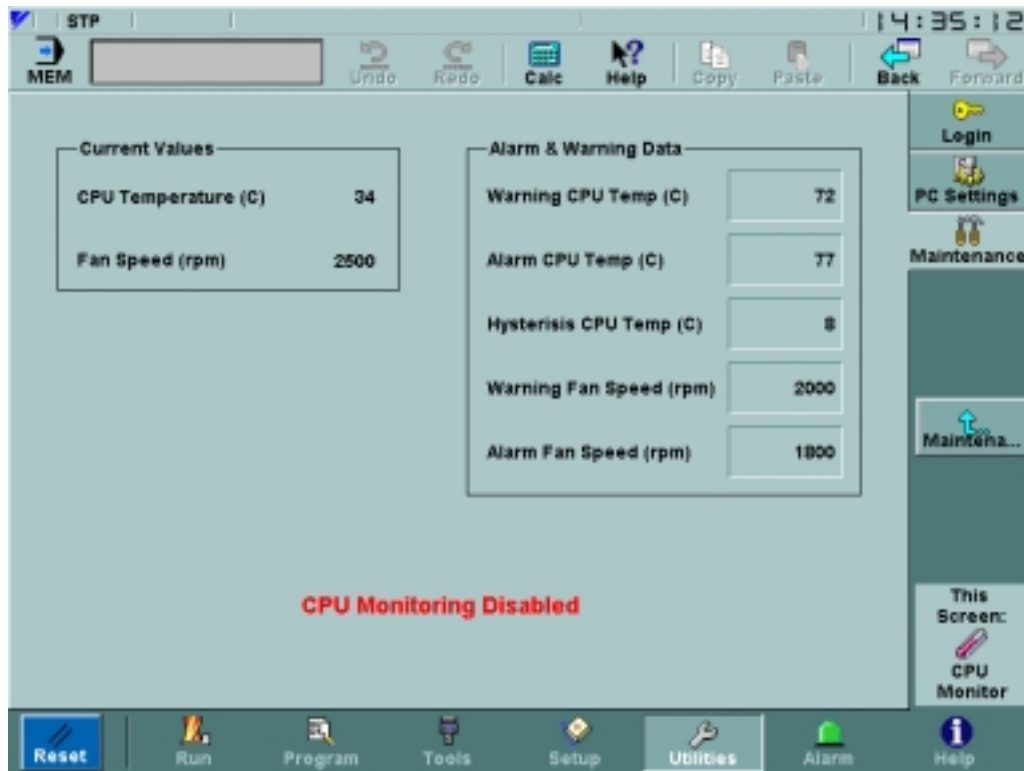 STP
14:35:12
MEM Undo Redo Calc Help Copy Paste Back Forward
Login
PC Settings
Maintenance
Current Values
CPU Temperature (C) 34
Fan Speed (rpm) 2500
Alarm & Warning Data
Warning CPU Temp (C) 72
Alarm CPU Temp (C) 77
Hysterisis CPU Temp (C) 8
Warning Fan Speed (rpm) 2000
Alarm Fan Speed (rpm) 1800
Maintena...
CPU Monitoring Disabled
This
Screen:
CPU
Monitor
Reset Run Program Tools Setup Utilities Alarm Help